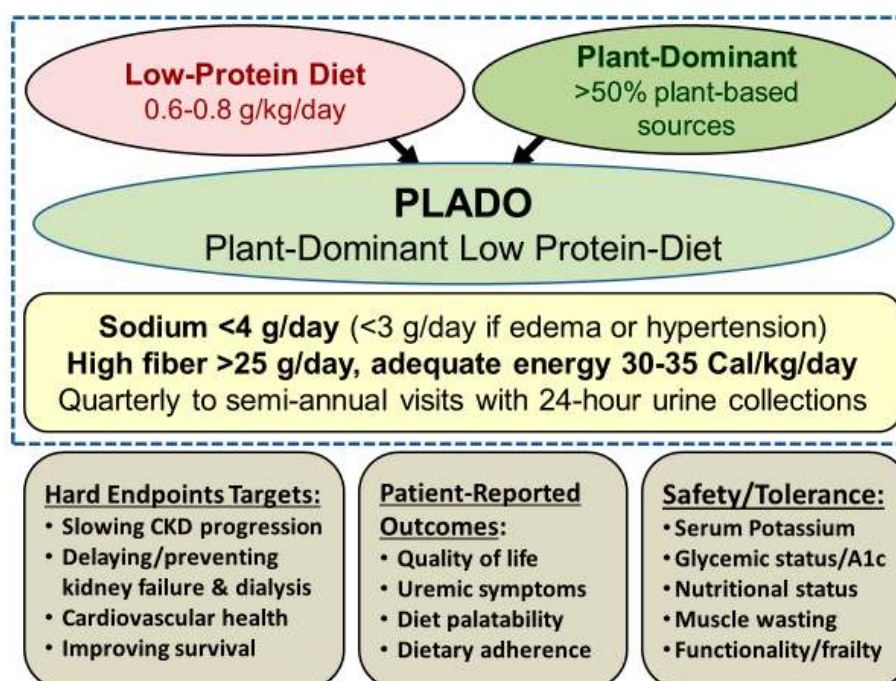 Low-Protein Diet
0.6-0.8 g/kg/day
Plant-Dominant
>50% plant-based
sources
PLADO
Plant-Dominant Low Protein-Diet
Sodium <4 g/day (<3 g/day if edema or hypertension)
High fiber >25 g/day, adequate energy 30-35 Cal/kg/day
Quarterly to semi-annual visits with 24-hour urine collections
Hard Endpoints Targets:
• Slowing CKD progression
• Delaying/preventing
kidney failure & dialysis
• Cardiovascular health
• Improving survival
Patient-Reported
Outcomes:
• Quality of life
• Uremic symptoms
• Diet palatability
• Dietary adherence
Safety/Tolerance:
• Serum Potassium
• Glycemic status/A1c
• Nutritional status
• Muscle wasting
• Functionality/frailty